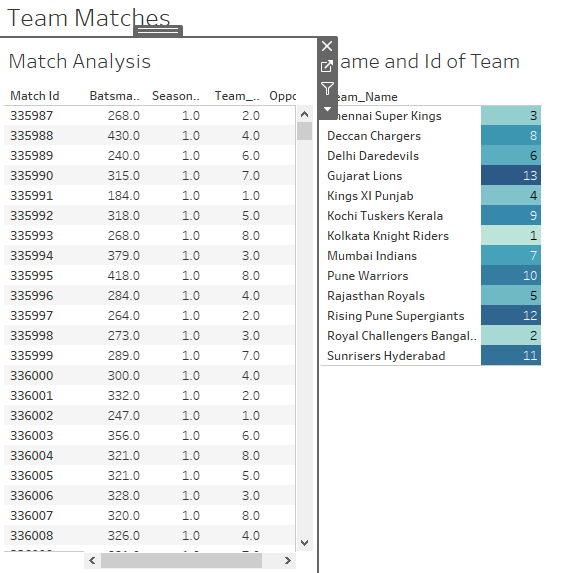 Team Matches
Match Analysis
Match Id Batsma.. Season.. Team_.. Oppo
335987 268.0 1.0 2.0
335988 430.0 1.0 4.0
335989 240.0 1.0 6.0
335990 315.0 1.0 7.0
335991 184.0 1.0 1.0
335992 318.0 1.0 5.0
335993 268.0 1.0 8.0
335994 379.0 1.0 3.0
335995 418.0 1.0 8.0
335996 284.0 1.0 4.0
335997 264.0 1.0 2.0
335998 273.0 1.0 3.0
335999 289.0 1.0 7.0
336000 300.0 1.0 4.0
336001 332.0 1.0 2.0
336002 247.0 1.0 1.0
336003 356.0 1.0 6.0
336004 321.0 1.0 8.0
336005 321.0 1.0 5.0
336006 328.0 1.0 3.0
336007 320.0 1.0 8.0
336008 326.0 1.0 4.0
ame and Id of Team
eam_Name
Chennai Super Kings 3
Deccan Chargers 8
Delhi Daredevils 6
Gujarat Lions 13
Kings XI Punjab 4
Kochi Tuskers Kerala 9
Kolkata Knight Riders 1
Mumbai Indians 7
Pune Warriors 10
Rajasthan Royals 5
Rising Pune Supergiants 12
Royal Challengers Bangal.. 2
Sunrisers Hyderabad 11